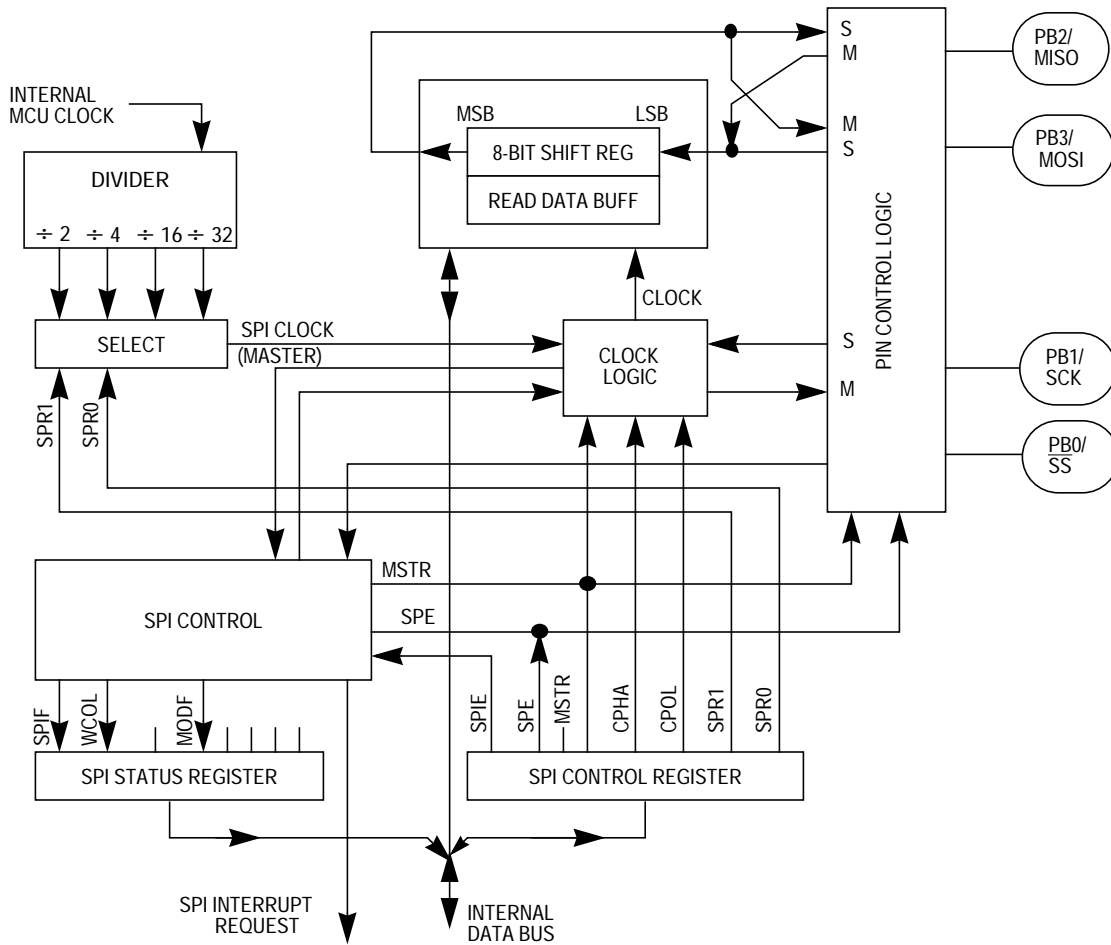 S
M
PB2/
MISO
INTERNAL
MCU CLOCK
MSB
LSB
M
S
8-BIT SHIFT REG
READ DATA BUFF
PB3/
MOSI
DIVIDER
÷ 2 ÷ 4 ÷ 16 ÷ 32
PIN CONTROL LOGIC
CLOCK
SELECT
SPI CLOCK
(MASTER)
CLOCK
LOGIC
S
M
PB1/
SCK
SPR1
SPR0
PB0/
SS
SPI CONTROL
MSTR
SPE
SPIF
WCOL
MODF
SPIE
SPE
MSTR
CPHA
CPOL
SPR1
SPR0
SPI STATUS REGISTER
SPI CONTROL REGISTER
SPI INTERRUPT
REQUEST
INTERNAL
DATA BUS